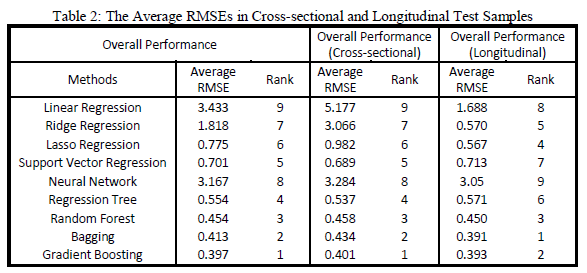 Table 2: The Average RMSEs in Cross-sectional and Longitudinal Test Samples
Overall Performance Overall Performance (Cross-sectional) Overall Performance (Longitudinal)
Methods Average RMSE Rank Average RMSE Rank Average RMSE Rank
Linear Regression 3.433 9 5.177 9 1.688 8
Ridge Regression 1.818 7 3.066 7 0.570 5
Lasso Regression 0.775 6 0.982 6 0.567 4
Support Vector Regression 0.701 5 0.689 5 0.713 7
Neural Network 3.167 8 3.284 8 3.05 9
Regression Tree 0.554 4 0.537 4 0.571 6
Random Forest 0.454 3 0.458 3 0.450 3
Bagging 0.413 2 0.434 2 0.391 1
Gradient Boosting 0.397 1 0.401 1 0.393 2